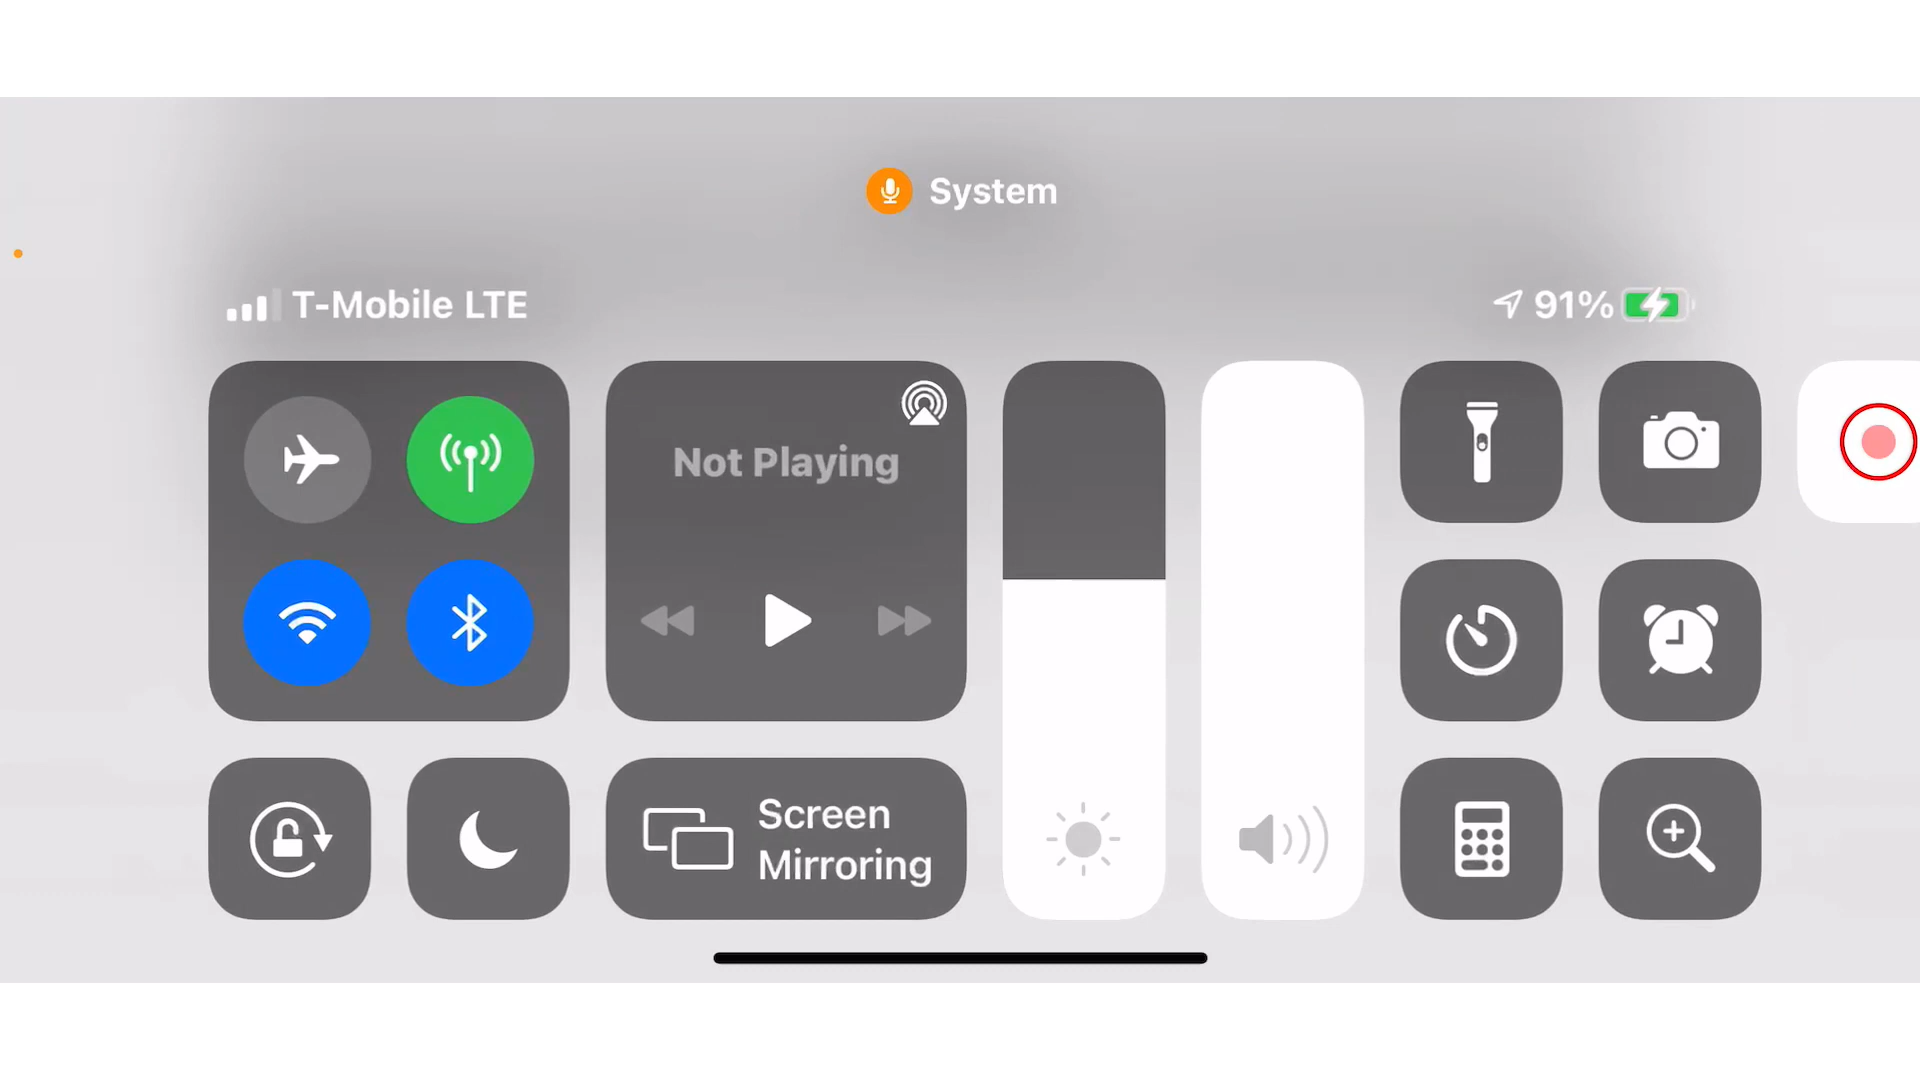 System
T-Mobile LTE
91%
Not Playing
Screen
Mirroring